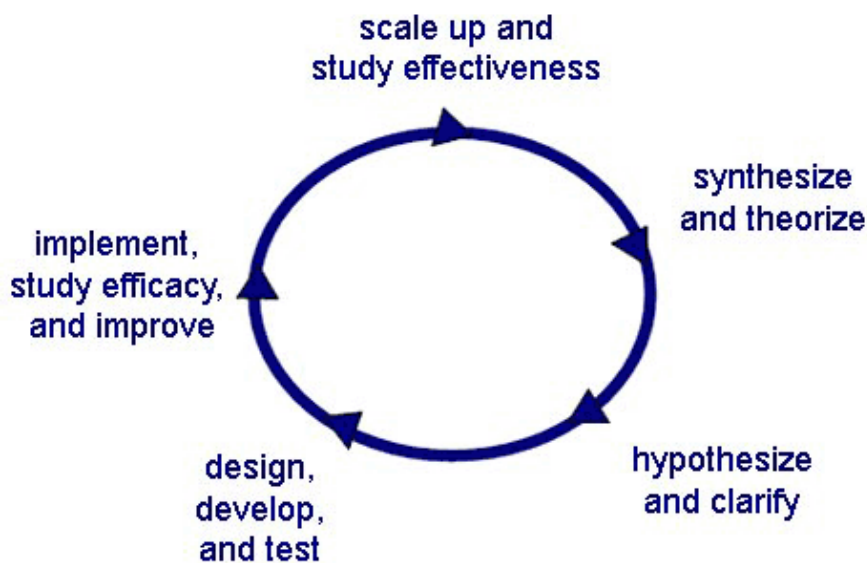 scale up and
study effectiveness
synthesize
and theorize
hypothesize
and clarify
design,
develop,
and test
implement,
study efficacy,
and improve